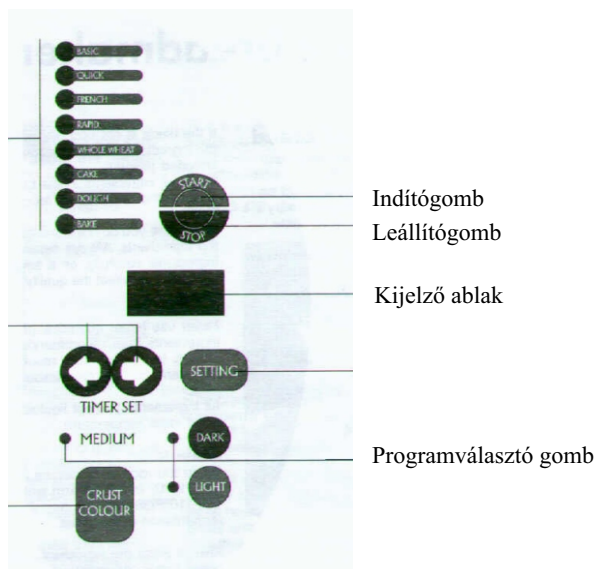 BASIC
QUICK
FRENCH
RAPID
WHOLE WHEAT
CAKE
DOUGH
BAKE
START
STOP
Indítógomb
Leállítógomb
Kijelző ablak
TIMER SET
SETTING
MEDIUM
DARK
LIGHT
Programválasztó gomb
CRUST
COLOUR